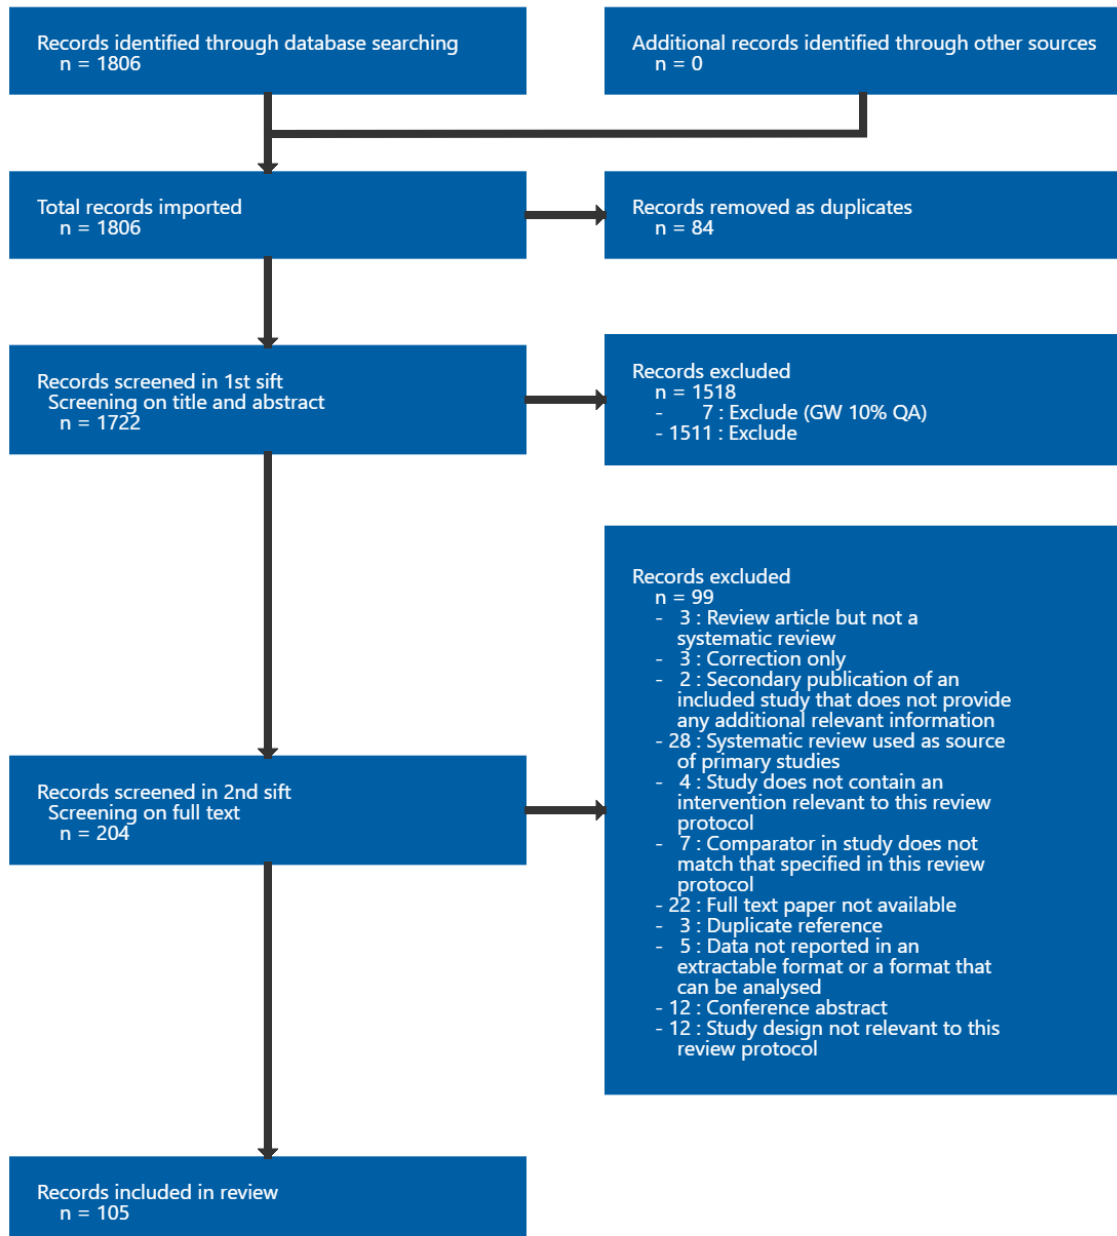 Records identified through database searching
n = 1806
Additional records identified through other sources
n = 0
Total records imported
n = 1806
Records removed as duplicates
n = 84
Records screened in 1st sift
Screening on title and abstract
n = 1722
Records excluded
n = 1518
- 7 : Exclude (GW 10% QA)
- 1511 : Exclude
Records excluded
n = 99
- 3 : Review article but not a
systematic review
- 3 : Correction only
- 2 : Secondary publication of an
included study that does not provide
any additional relevant information
- 28 : Systematic review used as source
of primary studies
- 4 : Study does not contain an
intervention relevant to this review
protocol
- 7 : Comparator in study does not
match that specified in this review
protocol
- 22 : Full text paper not available
- 3 : Duplicate reference
- 5 : Data not reported in an
extractable format or a format that
can be analysed
- 12 : Conference abstract
- 12 : Study design not relevant to this
review protocol
Records screened in 2nd sift
Screening on full text
n = 204
Records included in review
n = 105